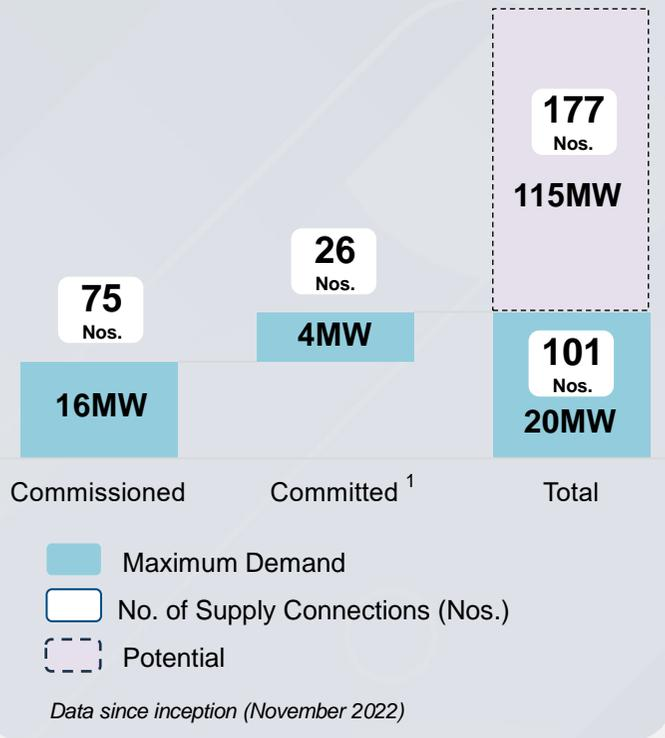 177
Nos.
115MW
26
Nos.
75
Nos.
4MW
101
Nos.
16MW
20MW
Commissioned
Committed 1
Total
Maximum Demand
No. of Supply Connections (Nos.)
Potential
Data since inception (November 2022)